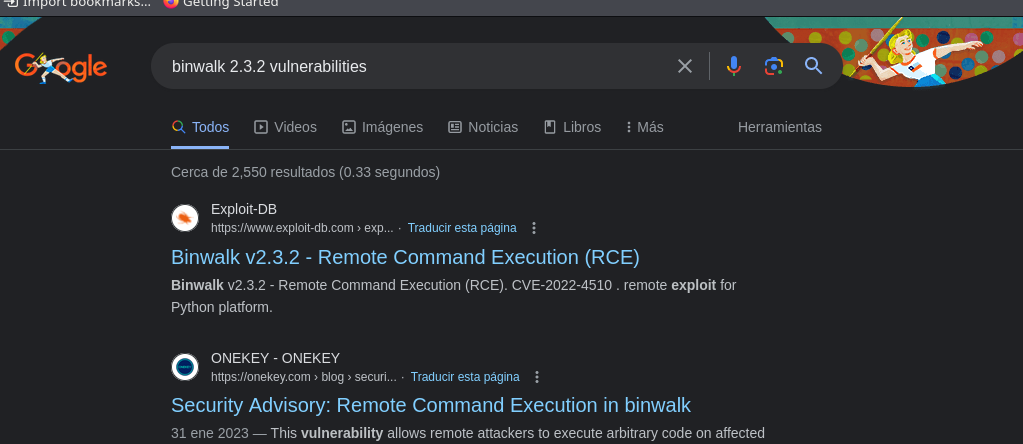 Import bookmarks... Getting Started
Google
binwalk 2.3.2 vulnerabilities
Todos Videos Imágenes Noticias Libros Más Herramientas
Cerca de 2,550 resultados (0.33 segundos)
Exploit-DB
https://www.exploit-db.com › exp... · Traducir esta página
Binwalk v2.3.2 - Remote Command Execution (RCE)
Binwalk v2.3.2 - Remote Command Execution (RCE). CVE-2022-4510 . remote exploit for
Python platform.
ONEKEY - ONEKEY
https://onekey.com › blog › securi... · Traducir esta página
Security Advisory: Remote Command Execution in binwalk
31 ene 2023 — This vulnerability allows remote attackers to execute arbitrary code on affected